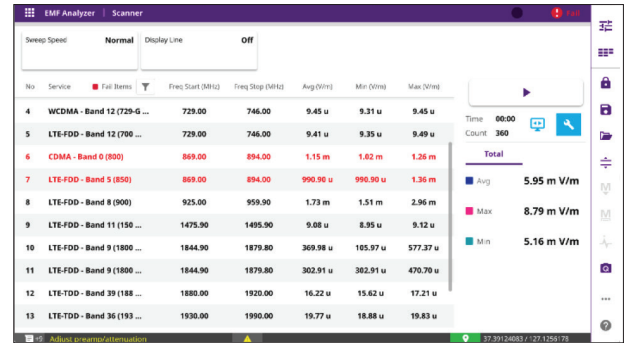 EMF Analyzer | Scanner Fail
Sweep Speed Normal Display Line Off
No Service Fail Items Freq Start (MHz) Freq Stop (MHz) Avg (V/m) Min (V/m) Max (V/m)
4 WCDMA - Band 12 (729-G ... 729.00 746.00 9.45 u 9.31 u 9.45 u
5 LTE-FDD - Band 12 (700 ... 729.00 746.00 9.41 u 9.35 u 9.49 u
6 CDMA - Band 0 (800) 869.00 894.00 1.15 m 1.02 m 1.26 m
7 LTE-FDD - Band 5 (850) 869.00 894.00 990.90 u 990.90 u 1.36 m
8 LTE-FDD - Band 8 (900) 925.00 959.90 1.73 m 1.51 m 2.96 m
9 LTE-FDD - Band 11 (150 ... 1475.90 1495.90 9.08 u 8.95 u 9.12 u
10 LTE-FDD - Band 9 (1800 ... 1844.90 1879.80 369.98 u 105.97 u 577.37 u
11 LTE-FDD - Band 9 (1800 ... 1844.90 1879.80 302.91 u 302.91 u 470.70 u
12 LTE-TDD - Band 39 (188 ... 1880.00 1920.00 16.22 u 15.62 u 17.21 u
13 LTE-TDD - Band 36 (193 ... 1930.00 1990.00 19.77 u 18.88 u 19.83 u
Time 00:00
Count 360
Total
Avg 5.95 m V/m
Max 8.79 m V/m
Min 5.16 m V/m
+5 Adjust preamp/attenuation 37.39124083 / 127.1256178